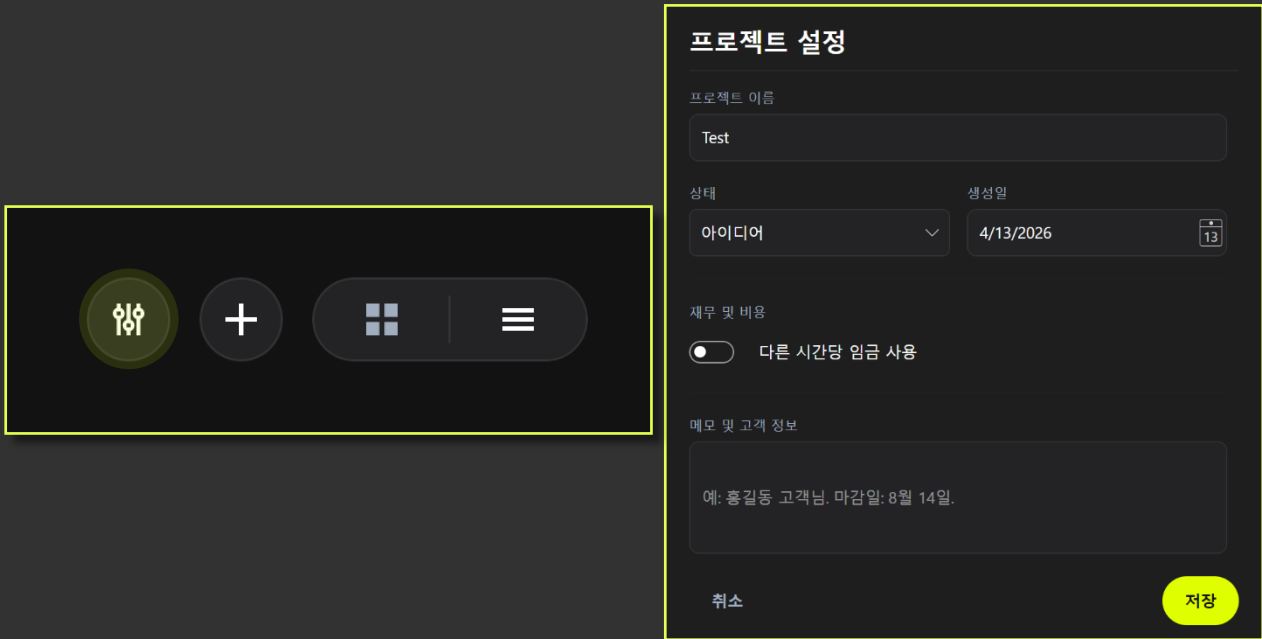 프로젝트 설정
프로젝트 이름
Test
상태
생성일
아이디어
4/13/2026
13
재무 및 비용
다른 시간당 임금 사용
메모 및 고객 정보
예: 홍길동 고객님. 마감일: 8월 14일.
취소
저장